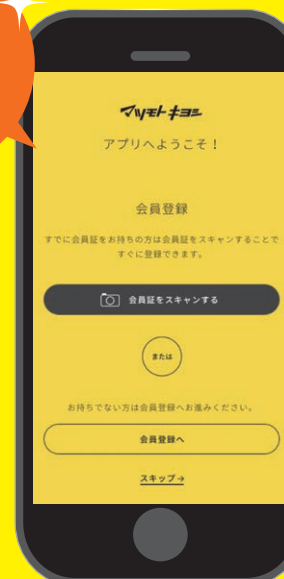 マツモトキヨシ
アプリへようこそ！
会員登録
すでに会員証をお持ちの方は会員証をスキャンすることで
すぐに登録できます。
会員証をスキャンする
または
お持ちでない方は会員登録へお進みください。
会員登録へ
スキップ→